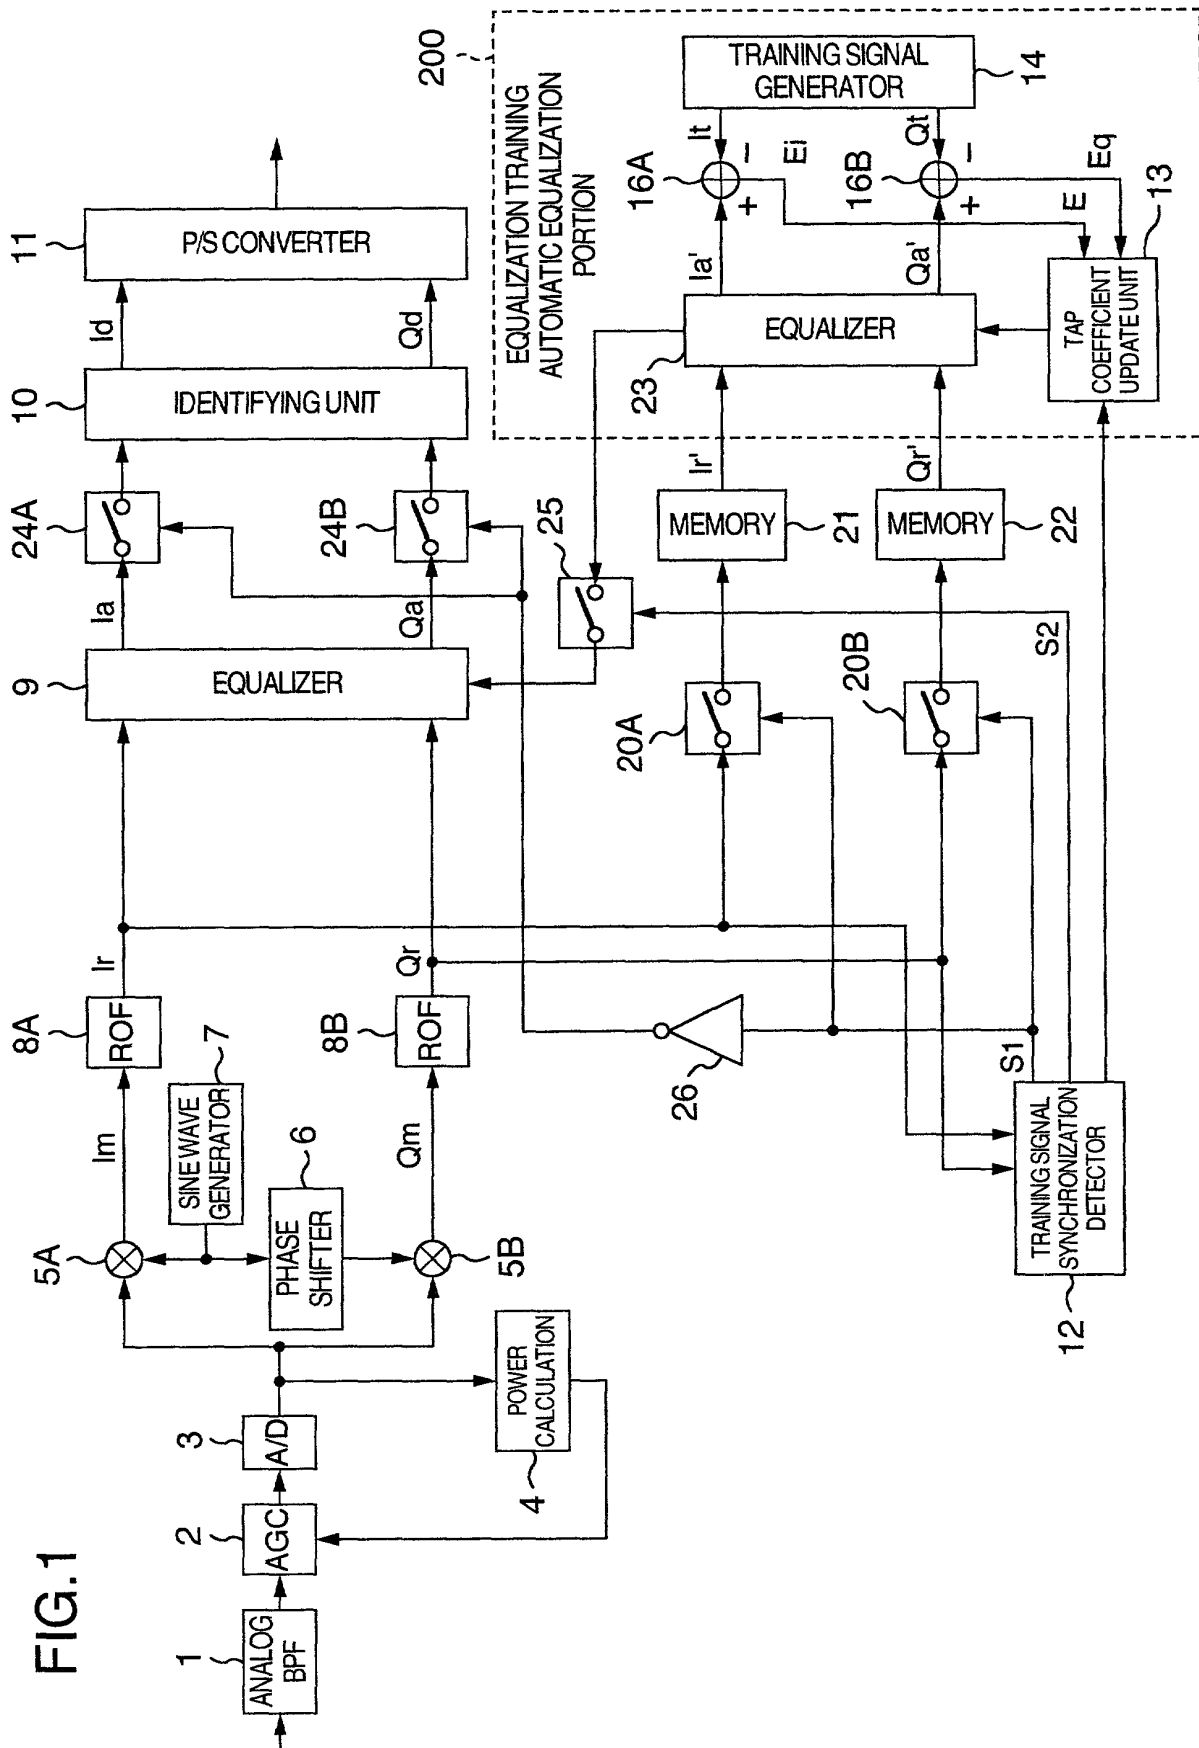 FIG.1
1
ANALOG
BPF
2
AGC
3
A/D
4
POWER
CALCULATION
5A
5B
6
PHASE
SHIFTER
7
SINE WAVE
GENERATOR
Im
Qm
8A
ROF
8B
ROF
Ir
Qr
9
EQUALIZER
Ia
Qa
24A
24B
10
IDENTIFYING UNIT
Id
Qd
11
P/S CONVERTER
12
TRAINING SIGNAL
SYNCHRONIZATION
DETECTOR
S1
S2
26
20A
20B
25
MEMORY
21
MEMORY
22
Ir'
Qr'
200
EQUALIZATION TRAINING
AUTOMATIC EQUALIZATION
PORTION
23
EQUALIZER
Ia'
Qa'
16A
+
−
16B
+
−
It
Qt
Ei
Eq
E
TRAINING SIGNAL
GENERATOR
14
TAP
COEFFICIENT
UPDATE UNIT
13